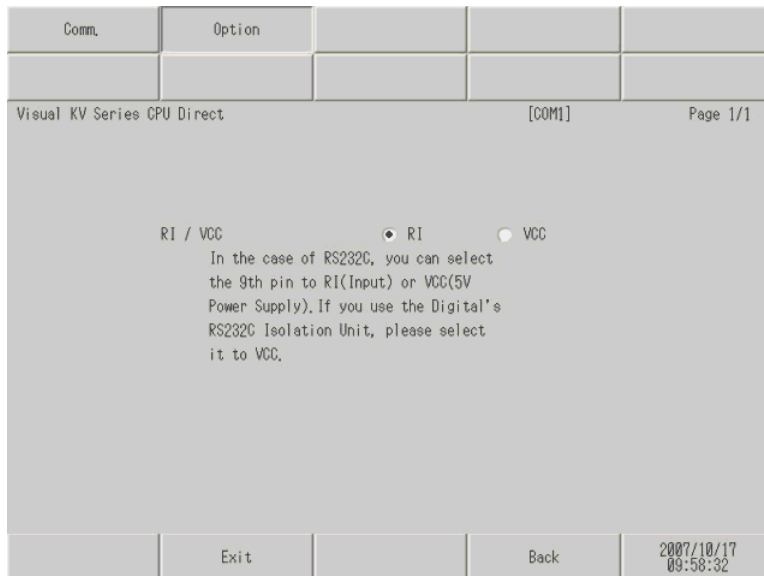 Comm. Option
Visual KV Series CPU Direct [COM1] Page 1/1
RI / VCC RI VCC
In the case of RS232C, you can select
the 9th pin to RI(Input) or VCC(5V
Power Supply).If you use the Digital's
RS232C Isolation Unit, please select
it to VCC.
Exit Back 2007/10/17
09:58:32